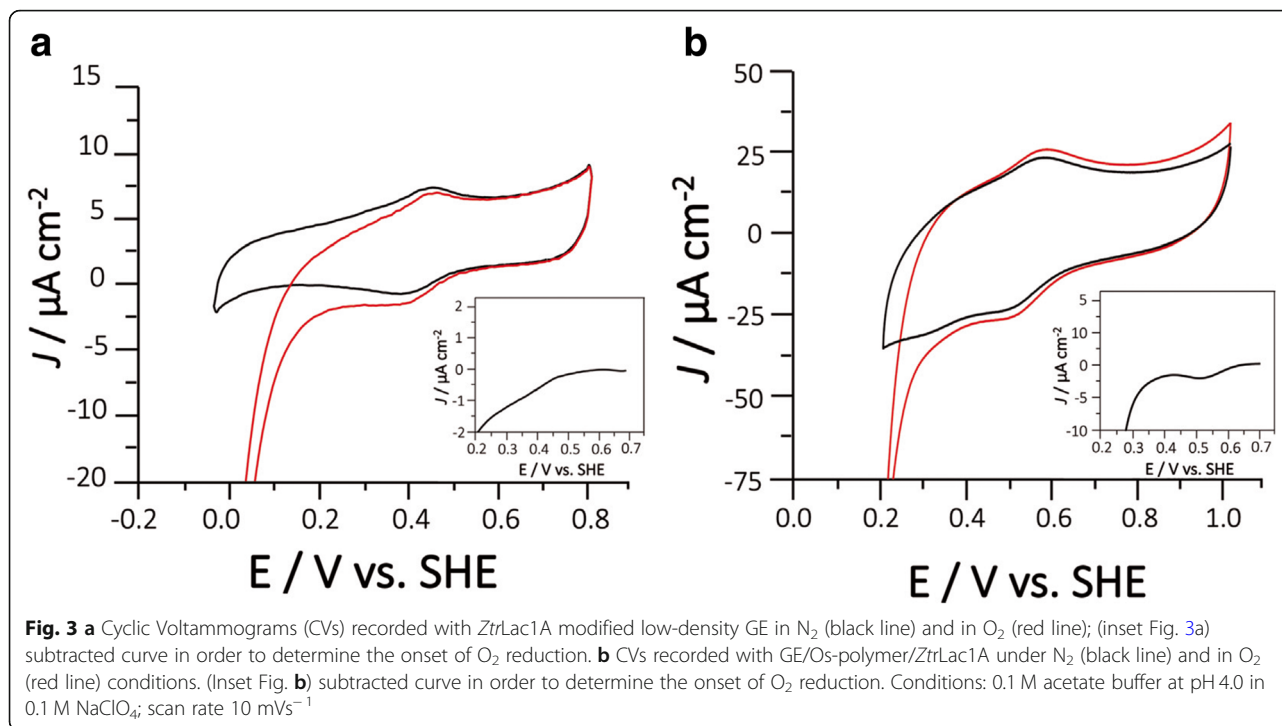 a
15
10
5
0
-5
-10
-15
-20
J / µA cm-2
-0.2
0.0
0.2
0.4
0.6
0.8
E / V vs. SHE
2
1
0
-1
-2
J / µA cm-2
0.2 0.3 0.4 0.5 0.6 0.7
E / V vs. SHE
b
50
25
0
-25
-50
-75
J / µA cm-2
0.0
0.2
0.4
0.6
0.8
1.0
E / V vs. SHE
5
10
0
-5
-10
J / µA cm-2
0.2 0.3 0.4 0.5 0.6 0.7
E / V vs. SHE
Fig. 3 a Cyclic Voltammograms (CVs) recorded with ZtrLac1A modified low-density GE in N2 (black line) and in O2 (red line); (inset Fig. 3a)
subtracted curve in order to determine the onset of O2 reduction. b CVs recorded with GE/Os-polymer/ZtrLac1A under N2 (black line) and in O2
(red line) conditions. (Inset Fig. b) subtracted curve in order to determine the onset of O2 reduction. Conditions: 0.1 M acetate buffer at pH 4.0 in
0.1 M NaClO4; scan rate 10 mVs− 1